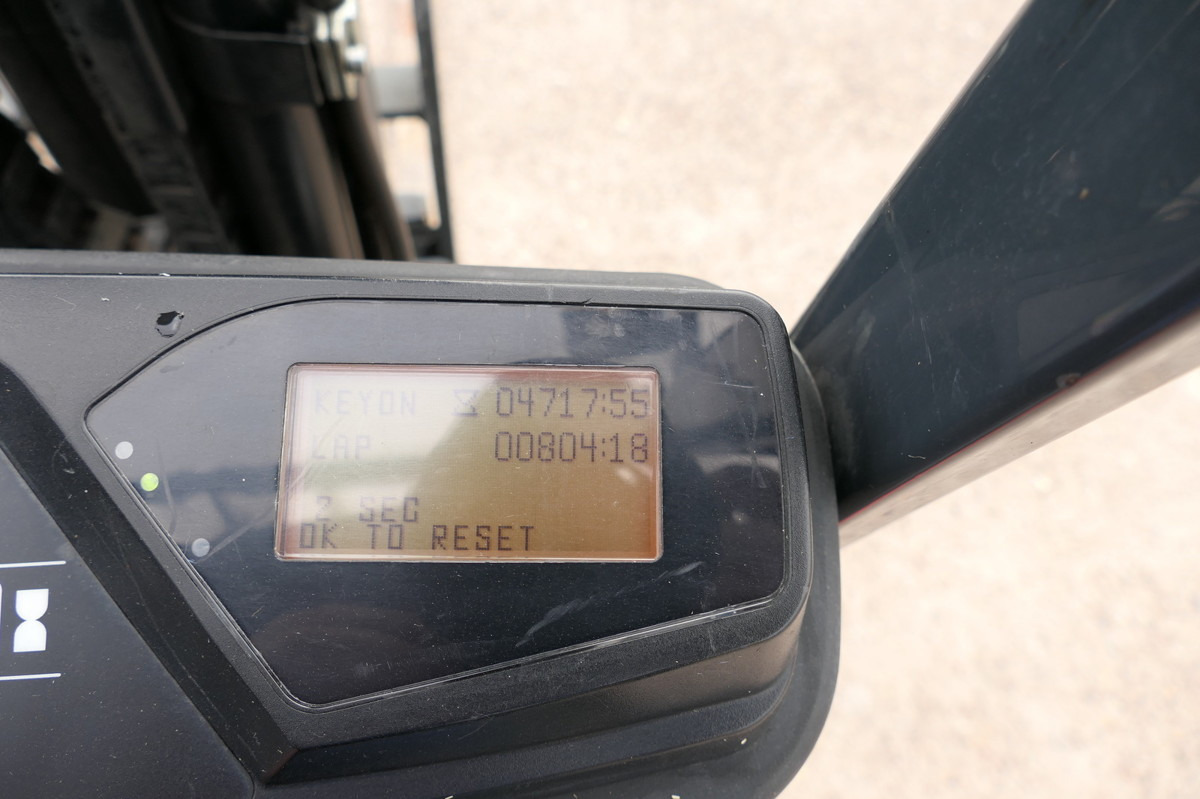 KEYON 04717:55
LAP 00804:18
2 SEC
OK TO RESET